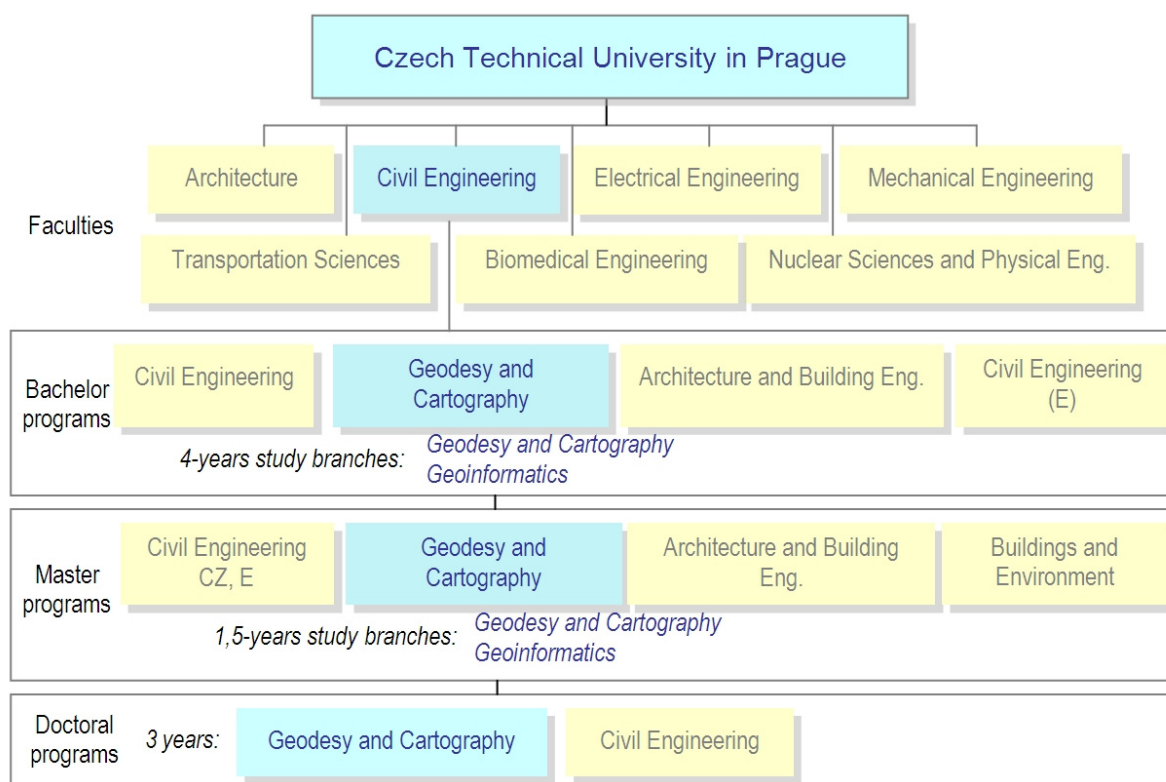 Czech Technical University in Prague
Architecture
Civil Engineering
Electrical Engineering
Mechanical Engineering
Faculties
Transportation Sciences
Biomedical Engineering
Nuclear Sciences and Physical Eng.
Bachelor
programs
Civil Engineering
Geodesy and
Cartography
Architecture and Building Eng.
Civil Engineering
(E)
4-years study branches:
Geodesy and Cartography
Geoinformatics
Master
programs
Civil Engineering
CZ, E
Geodesy and
Cartography
Architecture and Building
Eng.
Buildings and
Environment
1,5-years study branches:
Geodesy and Cartography
Geoinformatics
Doctoral
programs
3 years:
Geodesy and Cartography
Civil Engineering